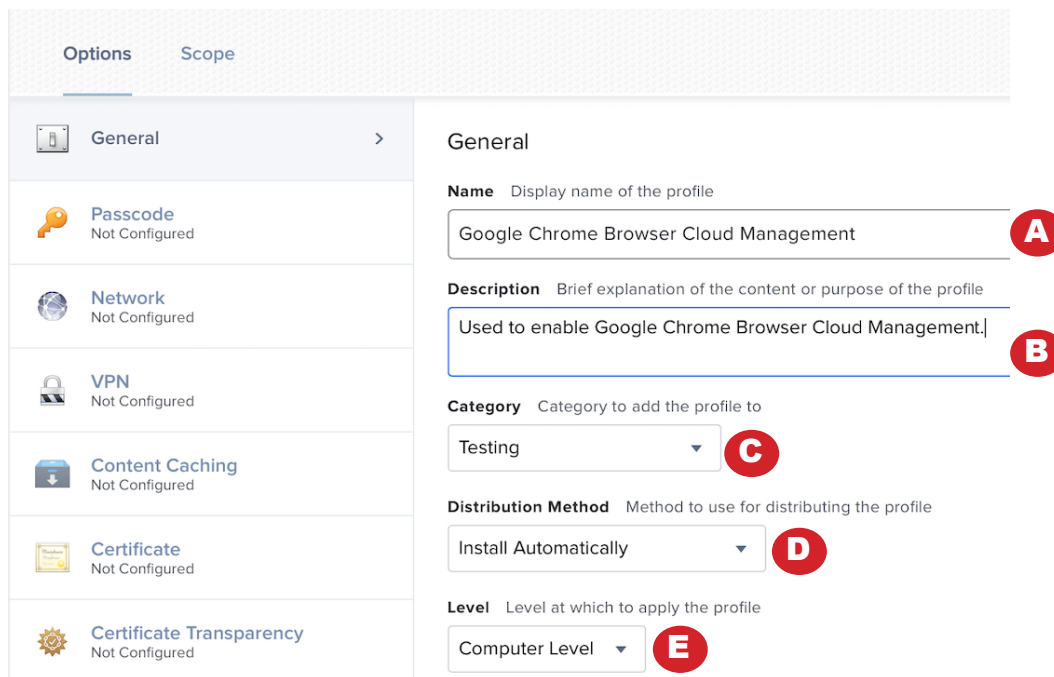 Options Scope
General
Passcode
Not Configured
Network
Not Configured
VPN
Not Configured
Content Caching
Not Configured
Certificate
Not Configured
Certificate Transparency
Not Configured
General
Name Display name of the profile
Google Chrome Browser Cloud Management A
Description Brief explanation of the content or purpose of the profile
Used to enable Google Chrome Browser Cloud Management. B
Category Category to add the profile to
Testing C
Distribution Method Method to use for distributing the profile
Install Automatically D
Level Level at which to apply the profile
Computer Level E